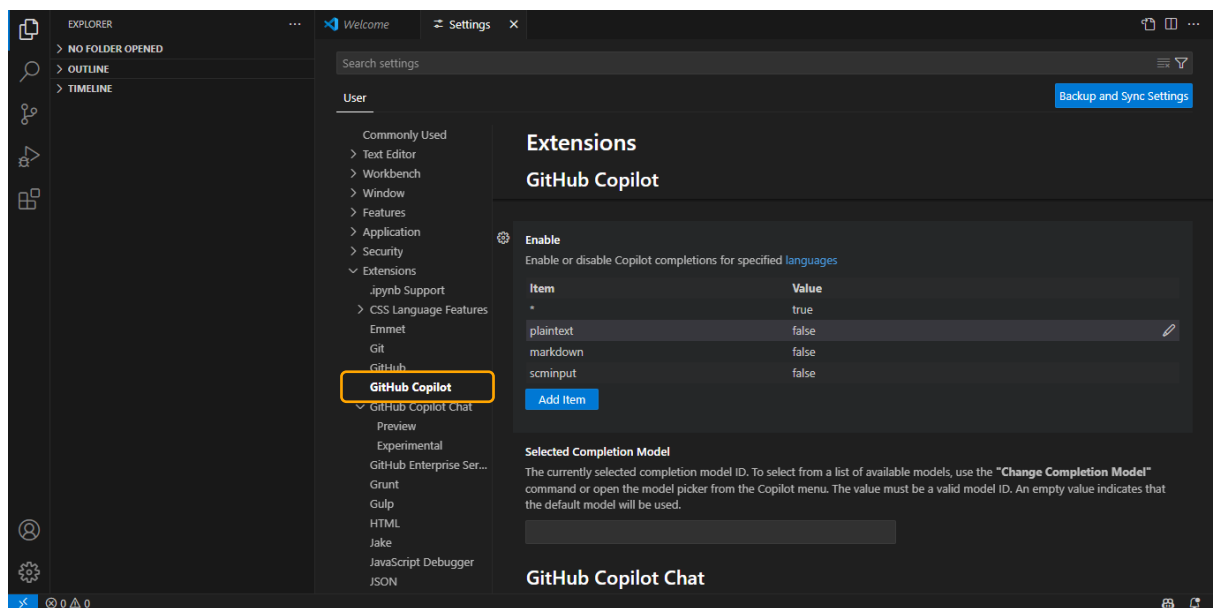 EXPLORER
NO FOLDER OPENED
OUTLINE
TIMELINE
Welcome
Settings
Search settings
User
Backup and Sync Settings
Commonly Used
Text Editor
Workbench
Window
Features
Application
Security
Extensions
.ipynb Support
CSS Language Features
Emmet
Git
GitHub
GitHub Copilot
GitHub Copilot Chat
Preview
Experimental
GitHub Enterprise Ser...
Grunt
Gulp
HTML
Jake
JavaScript Debugger
JSON
Extensions
GitHub Copilot
Enable
Enable or disable Copilot completions for specified languages
Item Value
* true
plaintext false
markdown false
scminput false
Add Item
Selected Completion Model
The currently selected completion model ID. To select from a list of available models, use the "Change Completion Model"
command or open the model picker from the Copilot menu. The value must be a valid model ID. An empty value indicates that
the default model will be used.
GitHub Copilot Chat
0 0